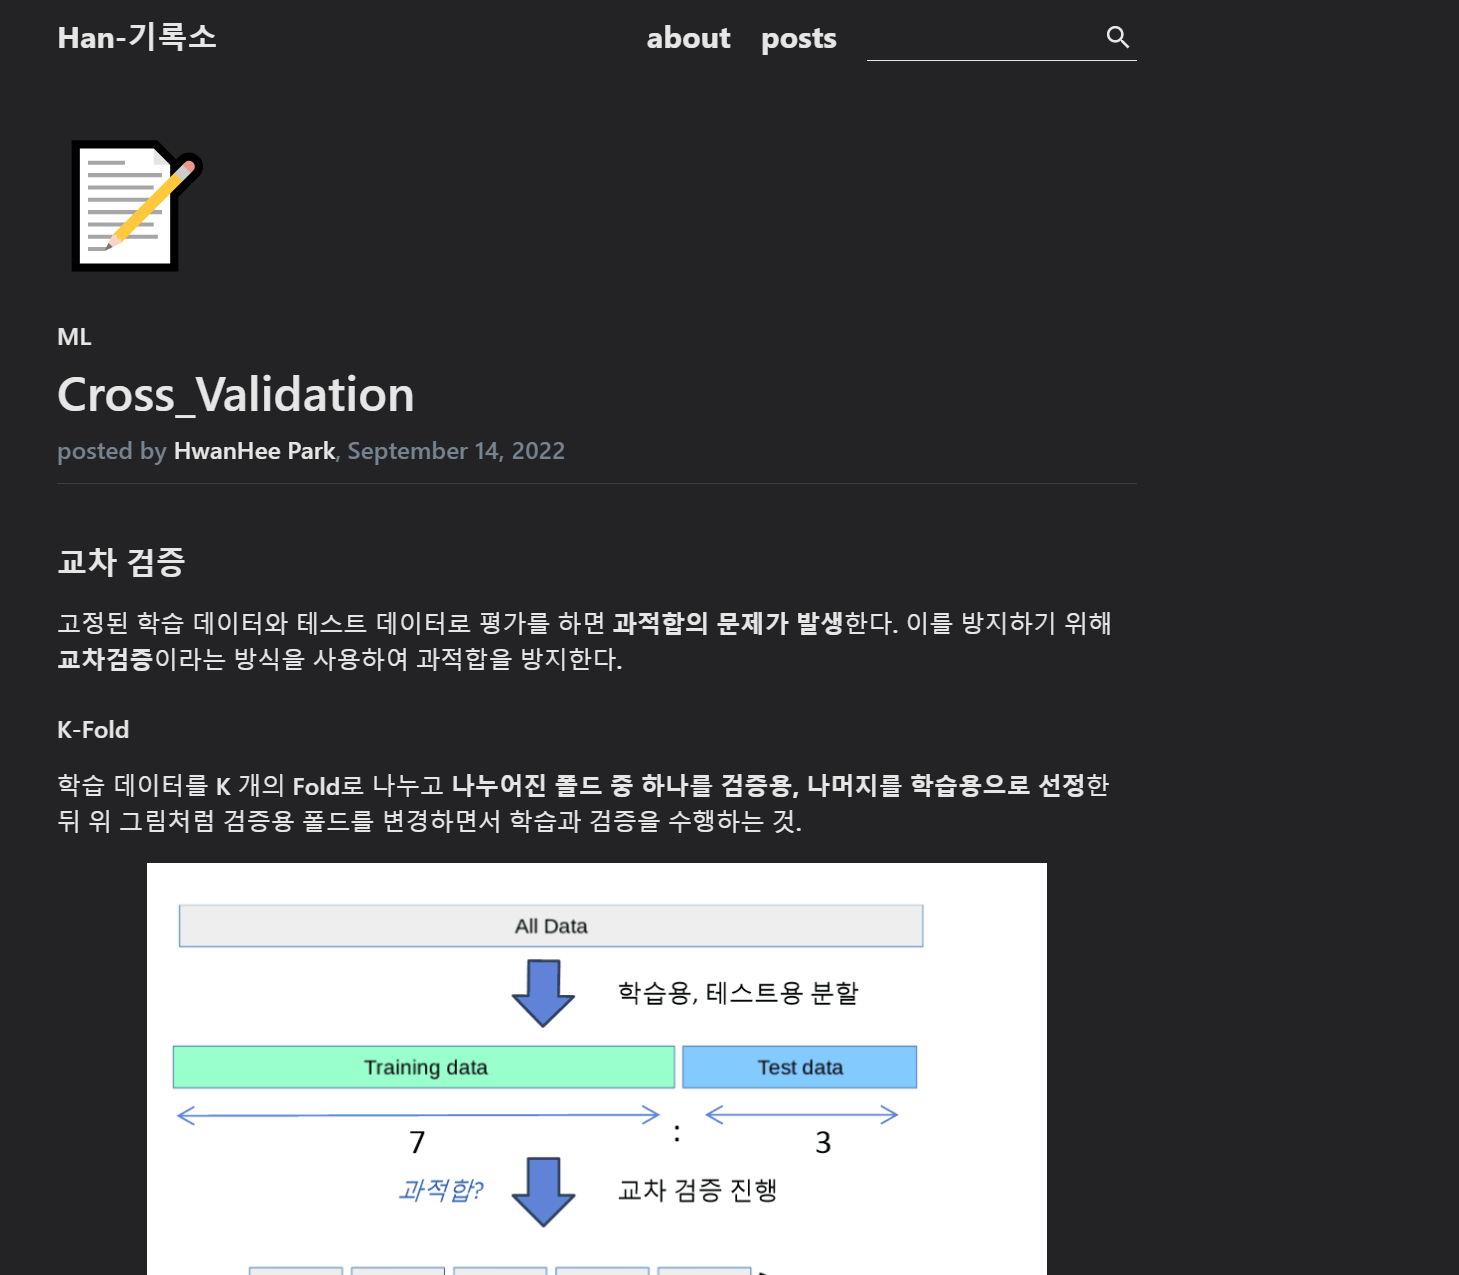 Han-기록소
about
posts
ML
Cross_Validation
posted by HwanHee Park, September 14, 2022
교차 검증
고정된 학습 데이터와 테스트 데이터로 평가를 하면 과적합의 문제가 발생한다. 이를 방지하기 위해
교차검증이라는 방식을 사용하여 과적합을 방지한다.
K-Fold
학습 데이터를 K 개의 Fold로 나누고 나누어진 폴드 중 하나를 검증용, 나머지를 학습용으로 선정한
뒤 위 그림처럼 검증용 폴드를 변경하면서 학습과 검증을 수행하는 것.
All Data
학습용, 테스트용 분할
Training data
Test data
7 : 3
과적합?
교차 검증 진행